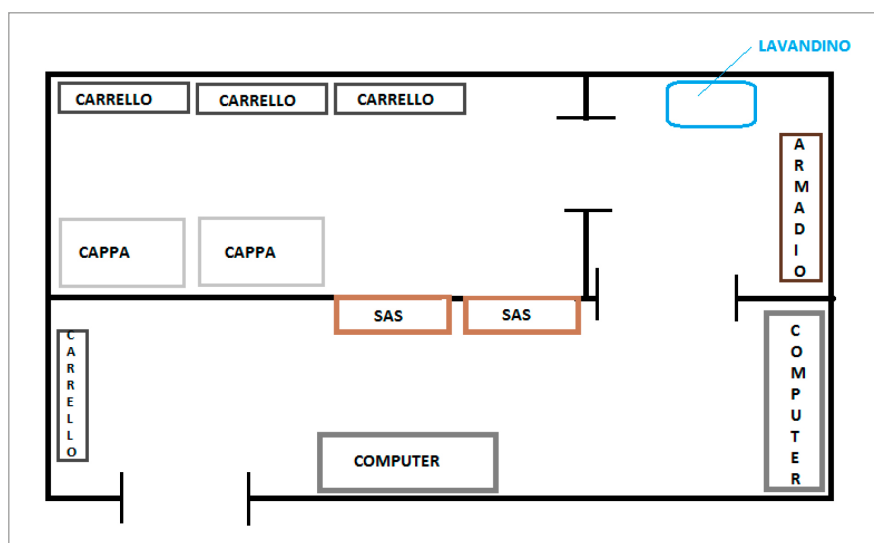 LAVANDINO
CARRELLO
CARRELLO
CARRELLO
ARMADIO
CAPPA
CAPPA
SAS
SAS
CARRELLO
COMPUTER
COMPUTER